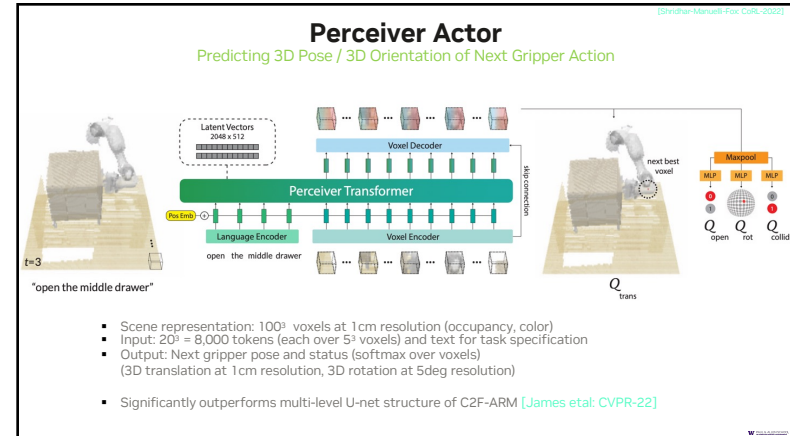 [Shridhar-Manuelli-Fox CoRL-2022]
Perceiver Actor
Predicting 3D Pose / 3D Orientation of Next Gripper Action
Latent Vectors
2048 x 512
Voxel Decoder
Perceiver Transformer
Pos Emb
Language Encoder
Voxel Encoder
skip connection
open the middle drawer
t=3
"open the middle drawer"
next best
voxel
Q trans
Maxpool
MLP MLP MLP
0 0
1 1
Q open Q rot Q collide
▪ Scene representation: 100³ voxels at 1cm resolution (occupancy, color)
▪ Input: 20³ = 8,000 tokens (each over 5³ voxels) and text for task specification
▪ Output: Next gripper pose and status (softmax over voxels)
(3D translation at 1cm resolution, 3D rotation at 5deg resolution)
▪ Significantly outperforms multi-level U-net structure of C2F-ARM [James etal: CVPR-22]
W